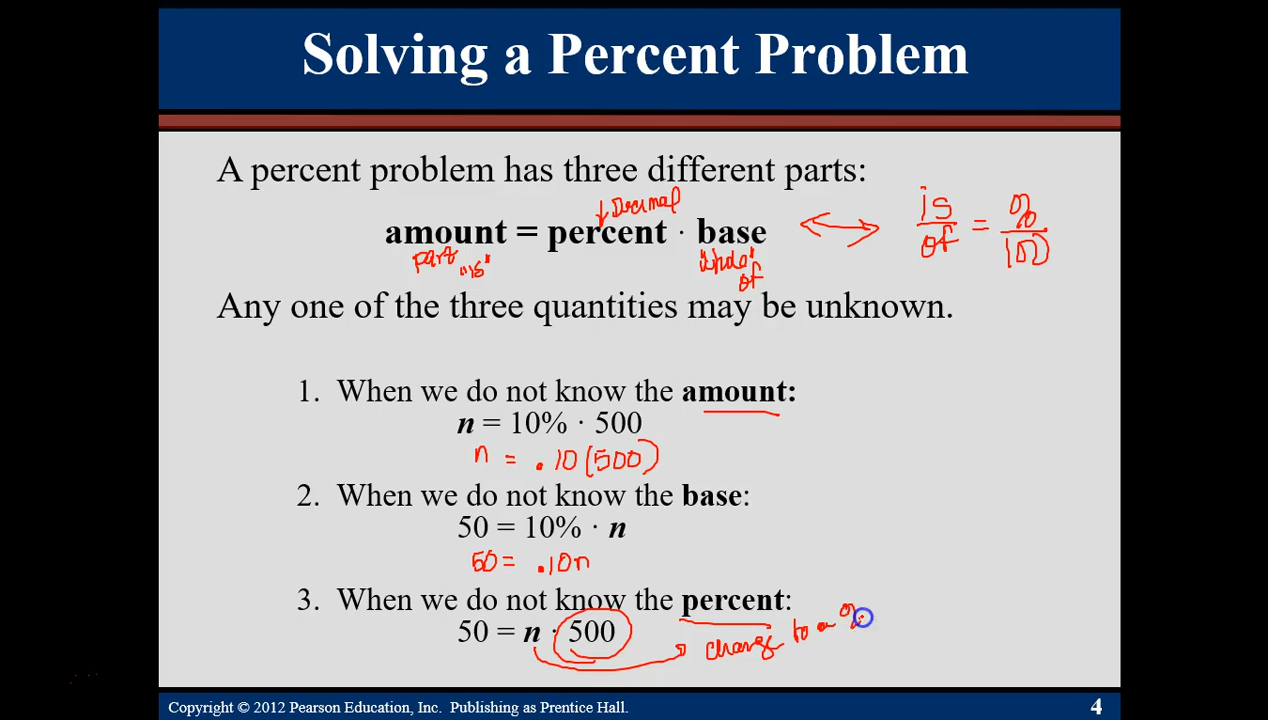 Solving a Percent Problem
A percent problem has three different parts:
Decimal
amount = percent · base
part "is" "whole" of
is/of = %/100
Any one of the three quantities may be unknown.
1. When we do not know the amount:
n = 10% · 500
n = .10(500)
2. When we do not know the base:
50 = 10% · n
50 = .10n
3. When we do not know the percent:
50 = n · 500
change to a %
Copyright © 2012 Pearson Education, Inc. Publishing as Prentice Hall. 4